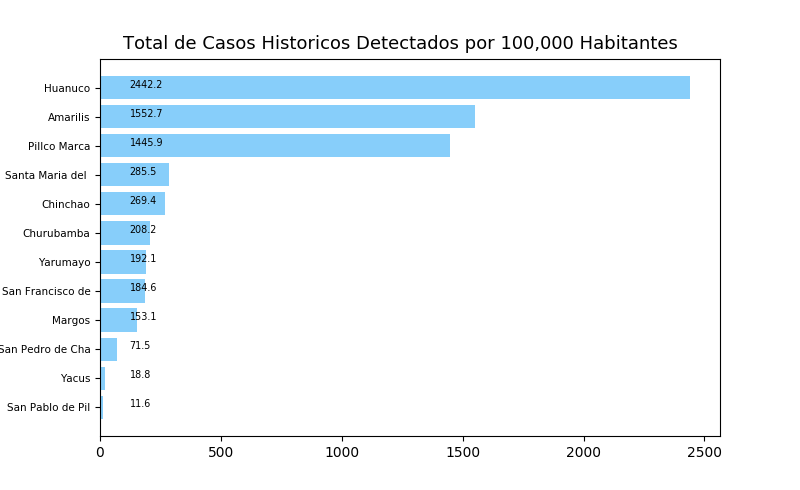 Total de Casos Historicos Detectados por 100,000 Habitantes
Huanuco 2442.2
Amarilis 1552.7
Pillco Marca 1445.9
Santa Maria del 285.5
Chinchao 269.4
Churubamba 208.2
Yarumayo 192.1
San Francisco de 184.6
Margos 153.1
San Pedro de Cha 71.5
Yacus 18.8
San Pablo de Pil 11.6
0 500 1000 1500 2000 2500